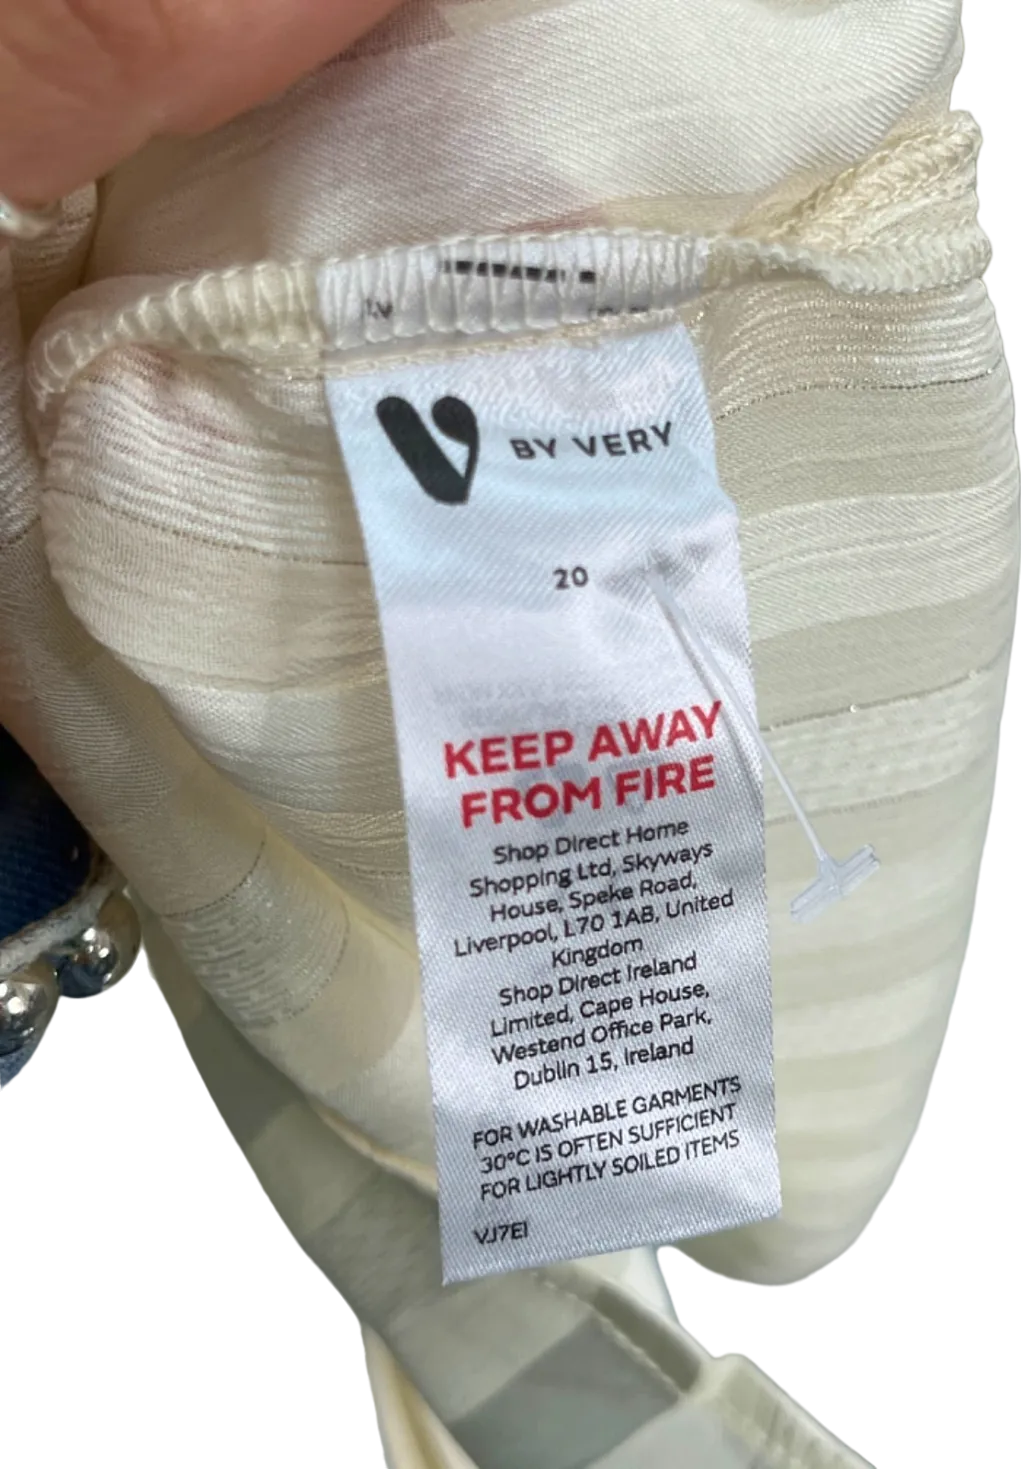 V BY VERY
20
KEEP AWAY
FROM FIRE
Shop Direct Home
Shopping Ltd, Skyways
House, Speke Road,
Liverpool, L70 1AB, United
Kingdom
Shop Direct Ireland
Limited, Cape House,
Westend Office Park,
Dublin 15, Ireland
FOR WASHABLE GARMENTS
30°C IS OFTEN SUFFICIENT
FOR LIGHTLY SOILED ITEMS
VJ7EI